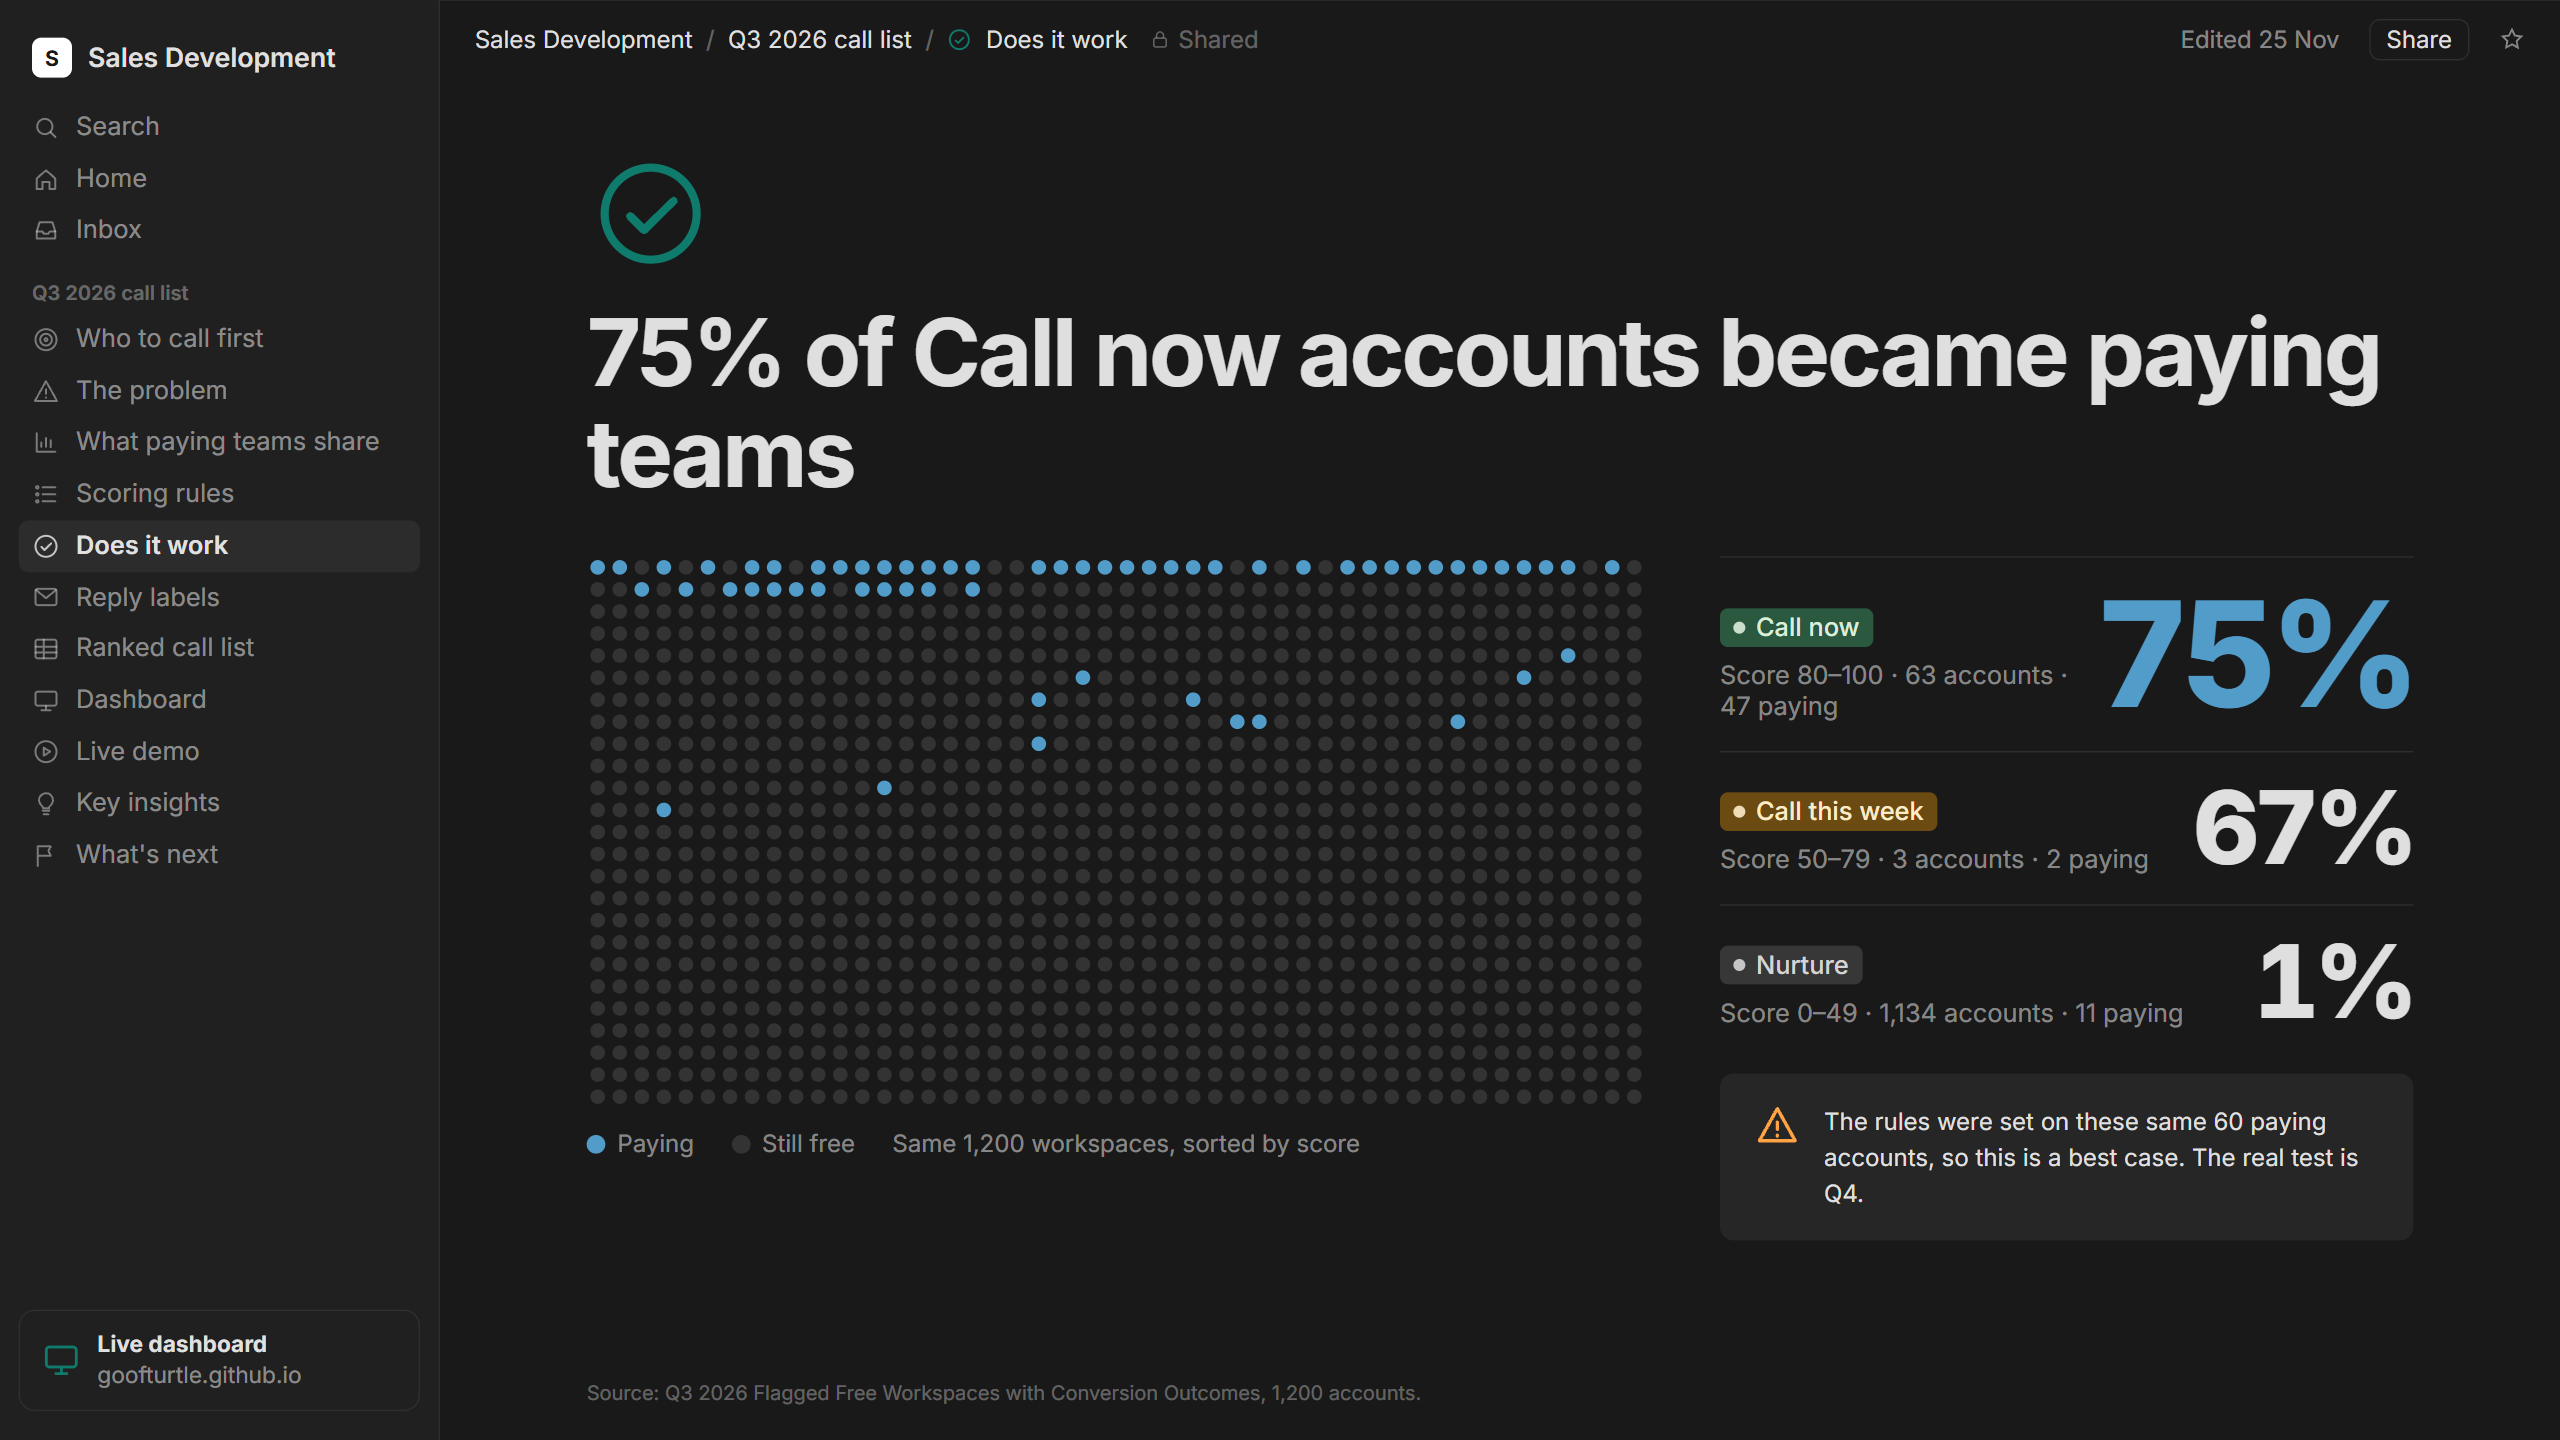 S Sales Development
Search
Home
Inbox
Q3 2026 call list
Who to call first
The problem
What paying teams share
Scoring rules
Does it work
Reply labels
Ranked call list
Dashboard
Live demo
Key insights
What's next
Live dashboard
goofturtle.github.io
Sales Development / Q3 2026 call list / Does it work Shared
Edited 25 Nov Share
75% of Call now accounts became paying
teams
Paying Still free Same 1,200 workspaces, sorted by score
Call now
Score 80–100 · 63 accounts ·
47 paying
75%
Call this week
Score 50–79 · 3 accounts · 2 paying
67%
Nurture
Score 0–49 · 1,134 accounts · 11 paying
1%
The rules were set on these same 60 paying
accounts, so this is a best case. The real test is
Q4.
Source: Q3 2026 Flagged Free Workspaces with Conversion Outcomes, 1,200 accounts.